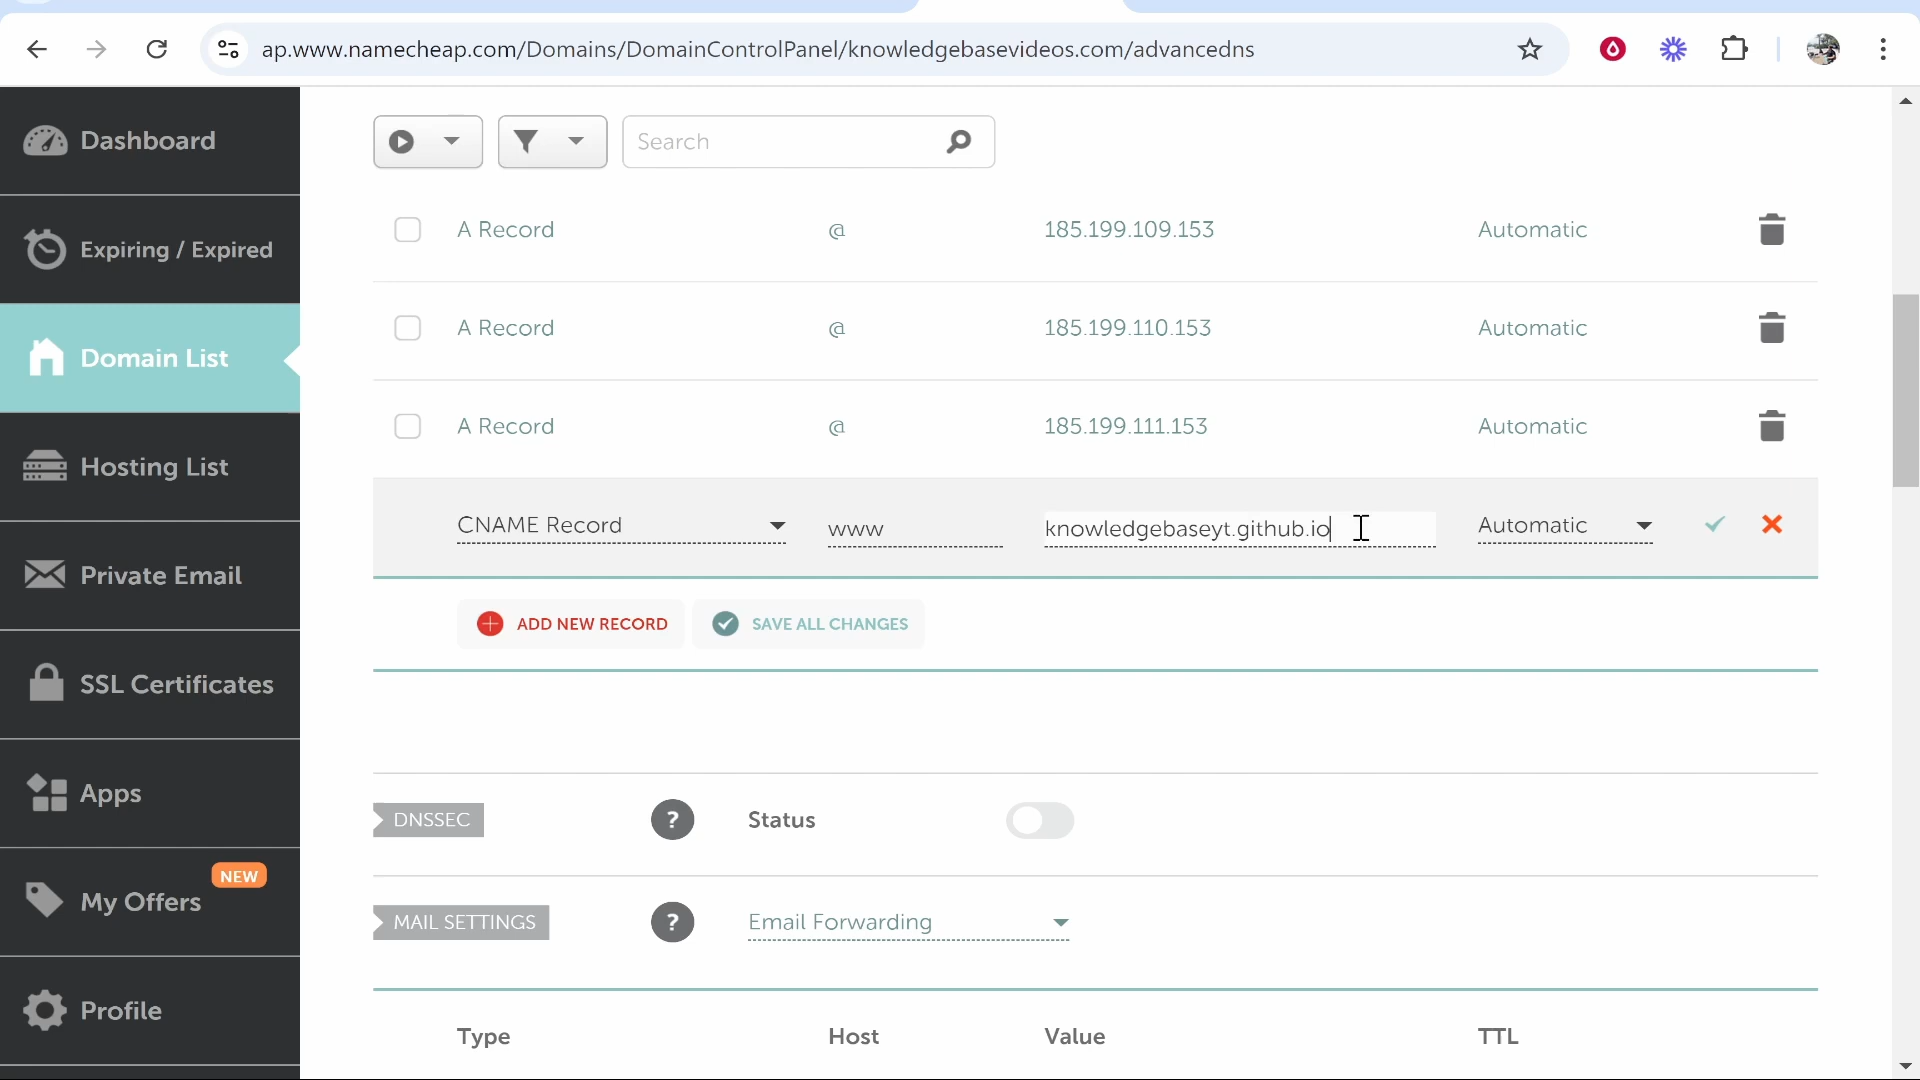 ap.www.namecheap.com/Domains/DomainControlPanel/knowledgebasevideos.com/advancedns
Dashboard
Expiring / Expired
Domain List
Hosting List
Private Email
SSL Certificates
Apps
NEW
My Offers
Profile
Search
A Record @ 185.199.109.153 Automatic
A Record @ 185.199.110.153 Automatic
A Record @ 185.199.111.153 Automatic
CNAME Record www knowledgebaseyt.github.io Automatic
ADD NEW RECORD SAVE ALL CHANGES
DNSSEC ? Status
MAIL SETTINGS ? Email Forwarding
Type Host Value TTL